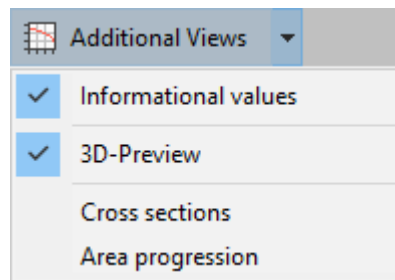 Additional Views
Informational values
3D-Preview
Cross sections
Area progression